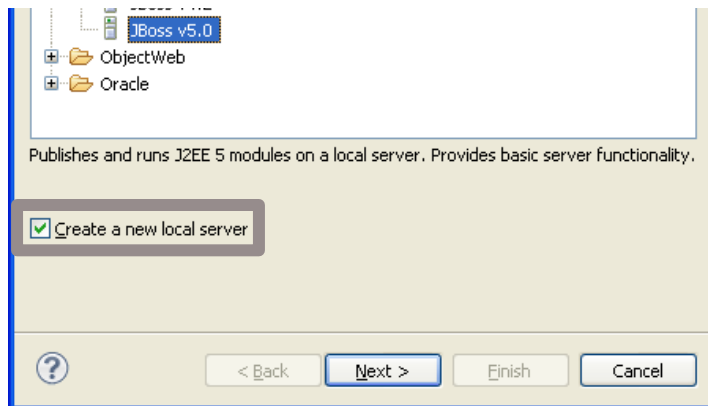 JBoss v5.0
ObjectWeb
Oracle
Publishes and runs J2EE 5 modules on a local server. Provides basic server functionality.
Create a new local server
?
< Back Next > Finish Cancel